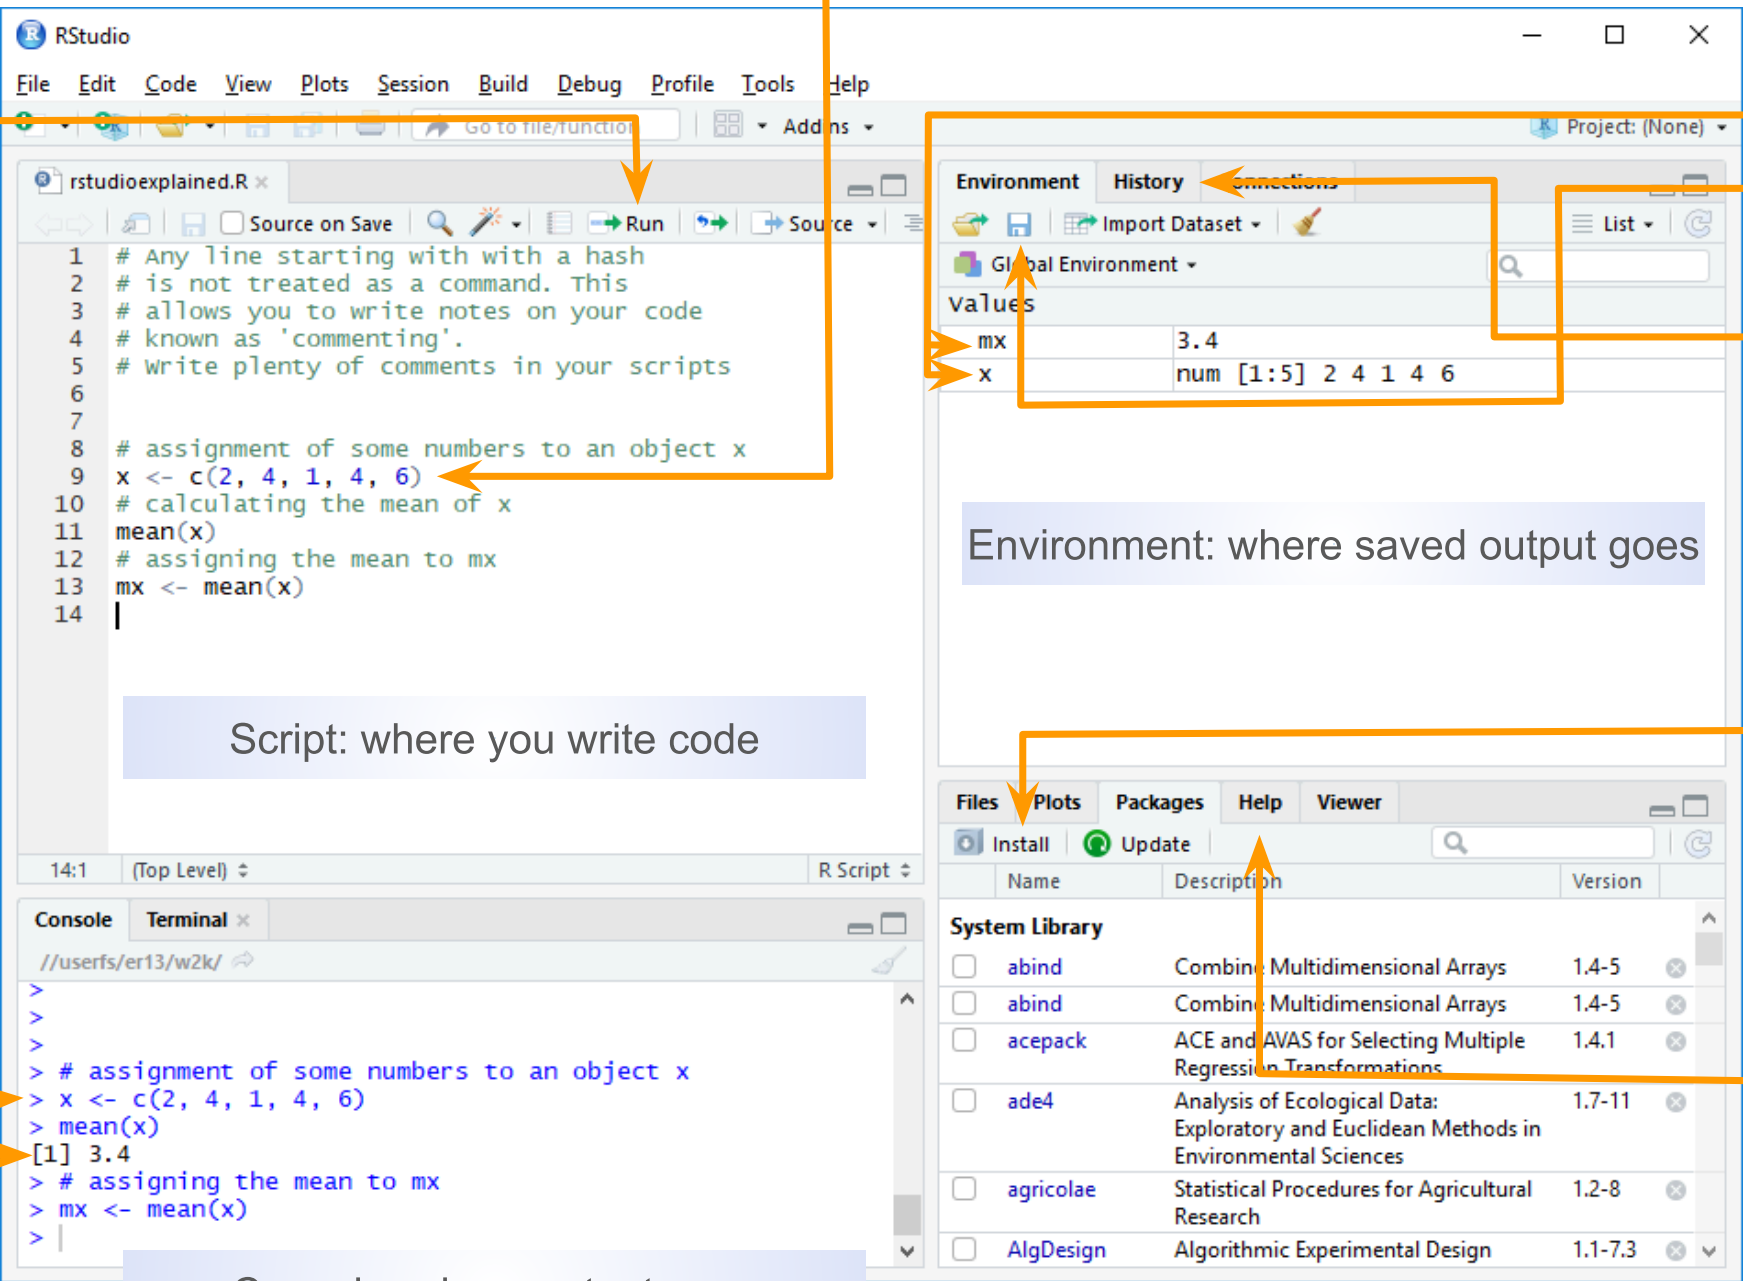 RStudio
File Edit Code View Plots Session Build Debug Profile Tools Help
Go to file/function Addins Project: (None)
rstudioexplained.R
Source on Save Run Source
1 # Any line starting with with a hash
2 # is not treated as a command. This
3 # allows you to write notes on your code
4 # known as 'commenting'.
5 # Write plenty of comments in your scripts
6
7
8 # assignment of some numbers to an object x
9 x <- c(2, 4, 1, 4, 6)
10 # calculating the mean of x
11 mean(x)
12 # assigning the mean to mx
13 mx <- mean(x)
14
Script: where you write code
14:1 (Top Level) R Script
Console Terminal
//userfs/er13/w2k/
>
>
>
> # assignment of some numbers to an object x
> x <- c(2, 4, 1, 4, 6)
> mean(x)
[1] 3.4
> # assigning the mean to mx
> mx <- mean(x)
>
Environment History Connections
Import Dataset List
Global Environment
Values
mx 3.4
x num [1:5] 2 4 1 4 6
Environment: where saved output goes
Files Plots Packages Help Viewer
Install Update
Name Description Version
System Library
abind Combine Multidimensional Arrays 1.4-5
abind Combine Multidimensional Arrays 1.4-5
acepack ACE and AVAS for Selecting Multiple 1.4.1
Regression Transformations
ade4 Analysis of Ecological Data: 1.7-11
Exploratory and Euclidean Methods in
Environmental Sciences
agricolae Statistical Procedures for Agricultural 1.2-8
Research
AlgDesign Algorithmic Experimental Design 1.1-7.3